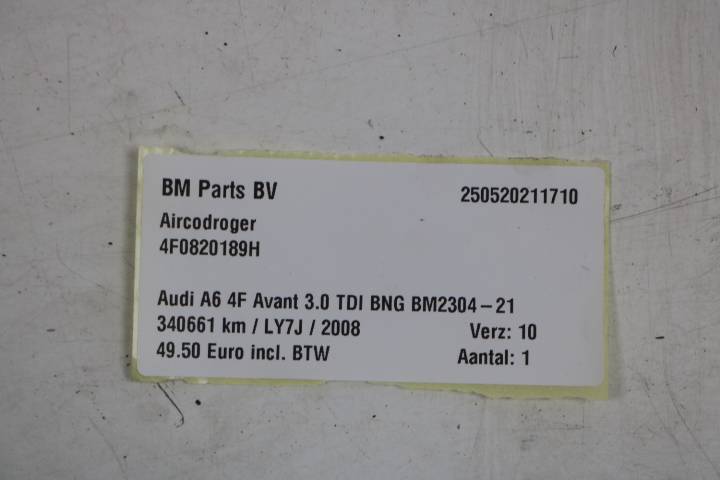 BM Parts BV 250520211710
Aircodroger
4F0820189H
Audi A6 4F Avant 3.0 TDI BNG BM2304-21
340661 km / LY7J / 2008 Verz: 10
49.50 Euro incl. BTW Aantal: 1